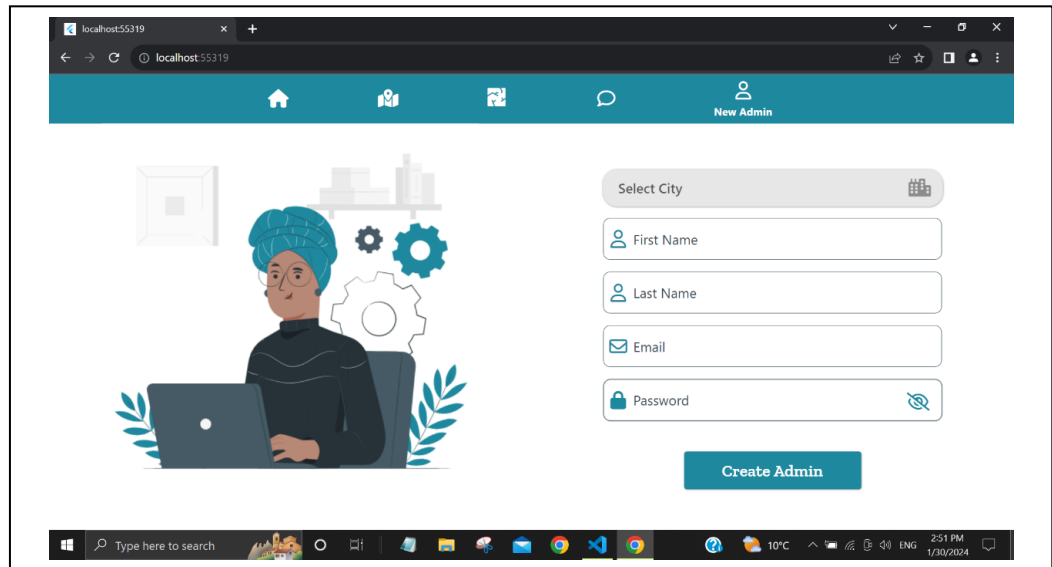 localhost:55319
localhost:55319
New Admin
Select City
First Name
Last Name
Email
Password
Create Admin
Type here to search
10°C
ENG
2:51 PM
1/30/2024